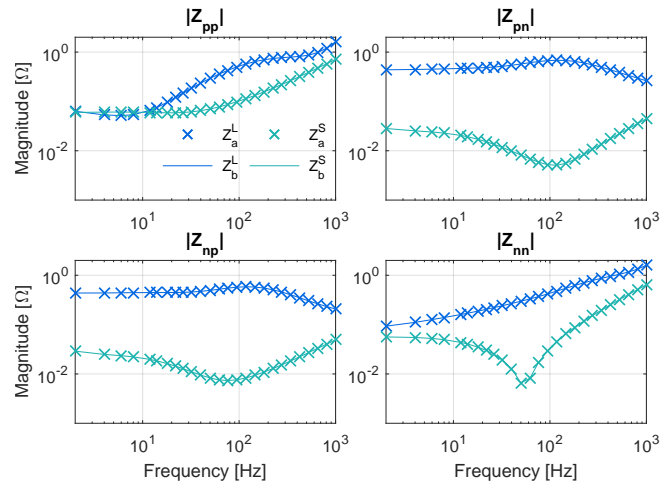 |Z_pp|
|Z_pn|
Magnitude [Ω]
10^0
10^-2
10^1
10^2
10^3
Z_a^L
Z_a^S
Z_b^L
Z_b^S
10^0
10^-2
10^1
10^2
10^3
|Z_np|
|Z_nn|
Magnitude [Ω]
10^0
10^-2
10^1
10^2
10^3
Frequency [Hz]
10^0
10^-2
10^1
10^2
10^3
Frequency [Hz]